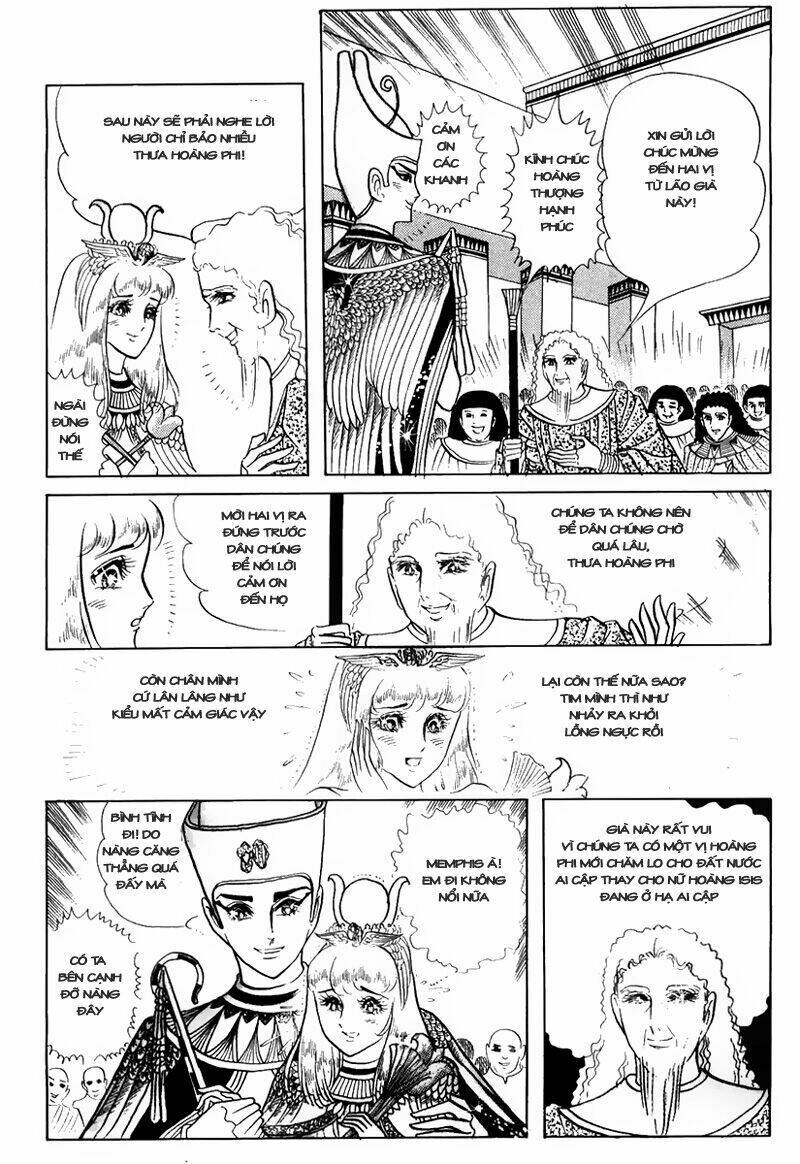 XIN GỬI LỜI
CHÚC MỪNG
ĐẾN HAI VỊ
TỪ LÃO GIÀ
NÀY!
KÍNH CHÚC
HOÀNG
THƯỢNG
HẠNH
PHÚC
CẢM
ƠN
CÁC
KHANH
SAU NÀY SẼ PHẢI NGHE LỜI
NGƯỜI CHỈ BẢO NHIỀU
THƯA HOÀNG PHI!
NGÀI
ĐỪNG
NÓI
THẾ
CHÚNG TA KHÔNG NÊN
ĐỂ DÂN CHÚNG CHỜ
QUÁ LÂU,
THƯA HOÀNG PHI
MỜI HAI VỊ RA
ĐỨNG TRƯỚC
DÂN CHÚNG
ĐỂ NÓI LỜI
CẢM ƠN
ĐẾN HỌ
LẠI CÒN THẾ NỮA SAO?
TIM MÌNH THÌ NHƯ
NHẢY RA KHỎI
LỒNG NGỰC RỒI
CÒN CHÂN MÌNH
CỨ LÂN LÂNG NHƯ
KIỂU MẤT CẢM GIÁC VẬY
GIÀ NÀY RẤT VUI
VÌ CHÚNG TA CÓ MỘT VỊ HOÀNG
PHI MỚI CHĂM LO CHO ĐẤT NƯỚC
AI CẬP THAY CHO NỮ HOÀNG ISIS
ĐANG Ở HẠ AI CẬP
MEMPHIS À!
EM ĐI KHÔNG
NỔI NỮA
BÌNH TĨNH
ĐI! DO
NÀNG CĂNG
THẲNG QUÁ
ĐẤY MÀ
CÓ TA
BÊN CẠNH
ĐỠ NÀNG
ĐÂY